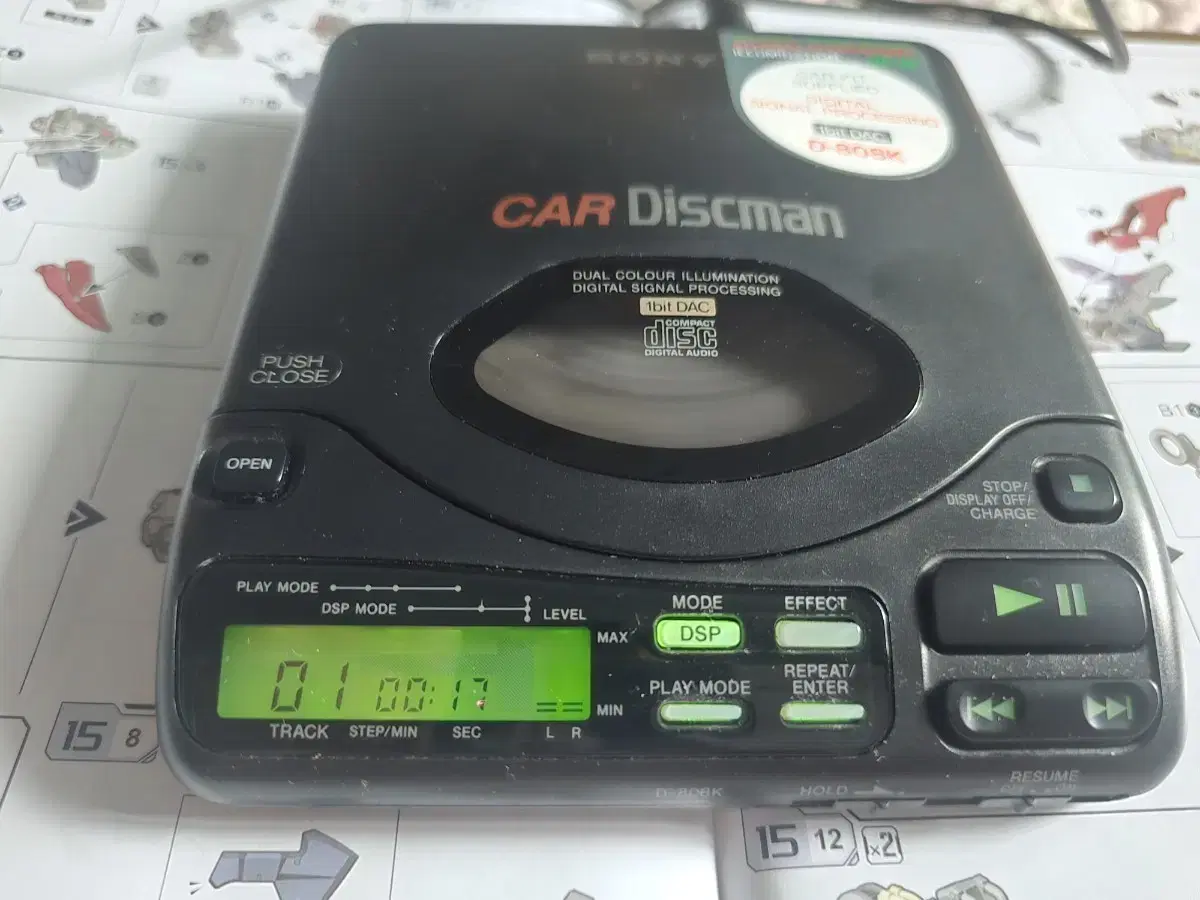 SONY
CAR FIT
SUPPLIED
DIGITAL
SIGNAL PROCESSING
1bit DAC
D-808K
CAR Discman
DUAL COLOUR ILLUMINATION
DIGITAL SIGNAL PROCESSING
1bit DAC
COMPACT
disc
DIGITAL AUDIO
PUSH
CLOSE
OPEN
STOP/
DISPLAY OFF/
CHARGE
PLAY MODE
DSP MODE
LEVEL
MAX
01 00:17
MIN
TRACK STEP/MIN SEC L R
MODE
DSP
EFFECT
PLAY MODE
REPEAT/
ENTER
D-808K
HOLD
RESUME
15 8
15 12 x2